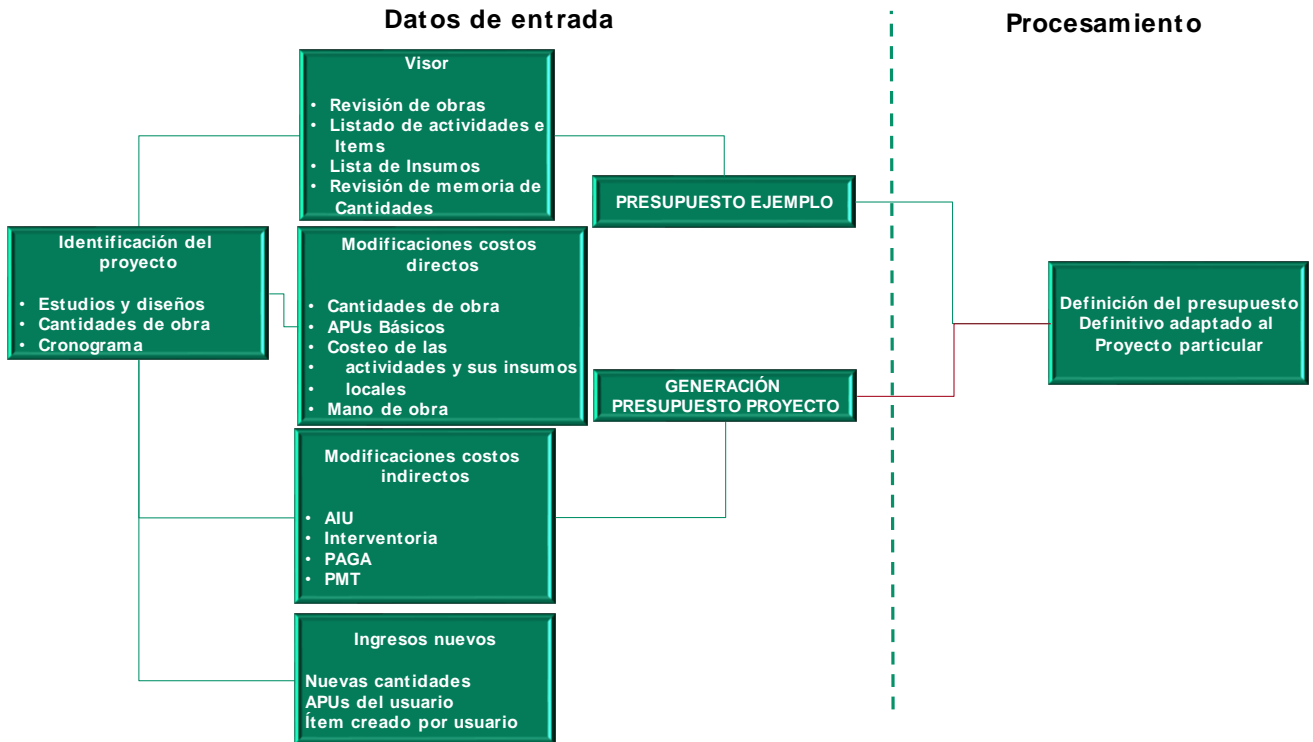 Datos de entrada
Procesamiento
Visor
• Revisión de obras
• Listado de actividades e
Items
• Lista de Insumos
• Revisión de memoria de
Cantidades
PRESUPUESTO EJEMPLO
Identificación del
proyecto
• Estudios y diseños
• Cantidades de obra
• Cronograma
Modificaciones costos
directos
• Cantidades de obra
• APUs Básicos
• Costeo de las
• actividades y sus insumos
• locales
• Mano de obra
GENERACIÓN
PRESUPUESTO PROYECTO
Definición del presupuesto
Definitivo adaptado al
Proyecto particular
Modificaciones costos
indirectos
• AIU
• Interventoria
• PAGA
• PMT
Ingresos nuevos
Nuevas cantidades
APUs del usuario
Ítem creado por usuario